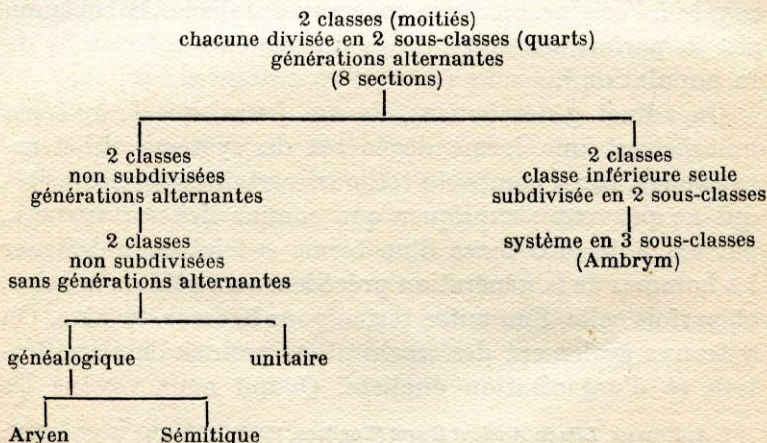 2 classes (moitiés)
chacune divisée en 2 sous-classes (quarts)
générations alternantes
(8 sections)
2 classes
non subdivisées
générations alternantes
2 classes
classe inférieure seule
subdivisée en 2 sous-classes
2 classes
non subdivisées
sans générations alternantes
système en 3 sous-classes
(Ambrym)
généalogique
unitaire
Aryen
Sémitique